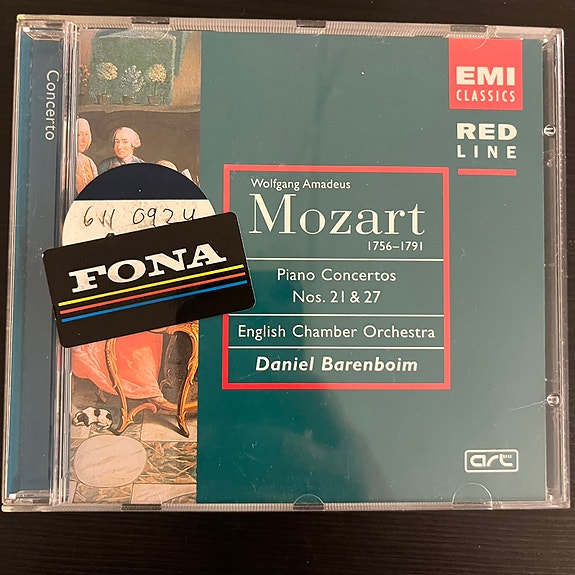 Concerto
EMI
CLASSICS
RED
LINE
611 0924
FONA
Wolfgang Amadeus
Mozart
1756–1791
Piano Concertos
Nos. 21 & 27
English Chamber Orchestra
Daniel Barenboim
art